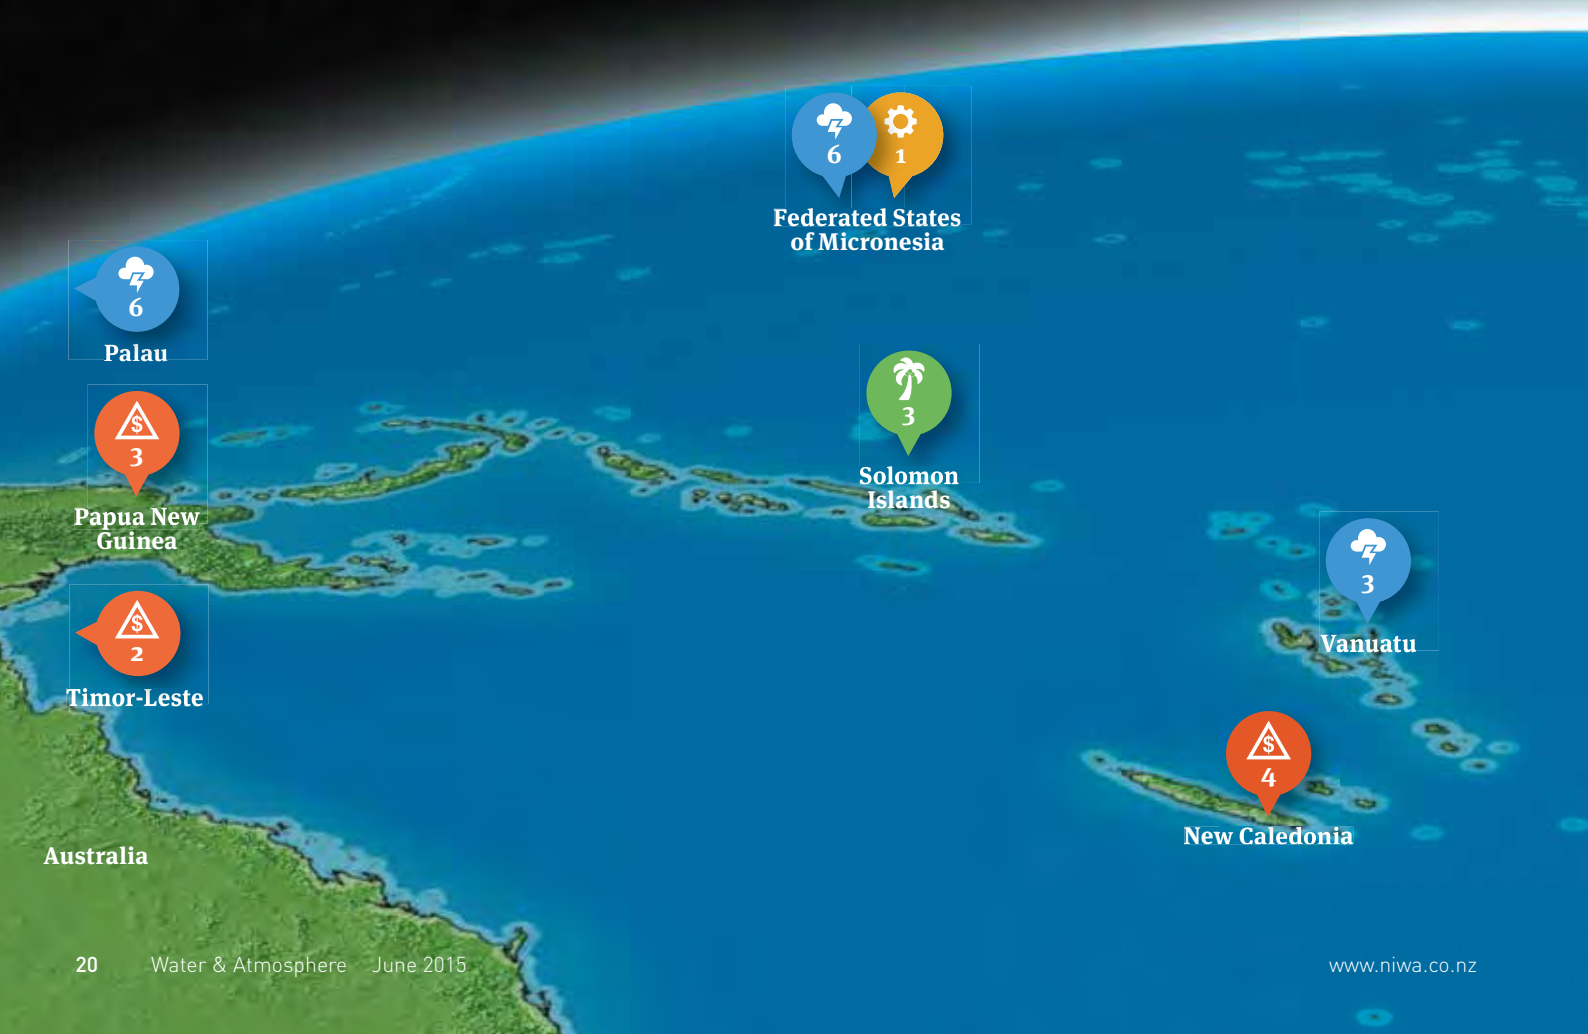 6
1
Federated States
of Micronesia
6
Palau
$
3
Papua New
Guinea
3
Solomon
Islands
3
Vanuatu
$
2
Timor-Leste
$
4
New Caledonia
Australia
20 Water & Atmosphere June 2015
www.niwa.co.nz